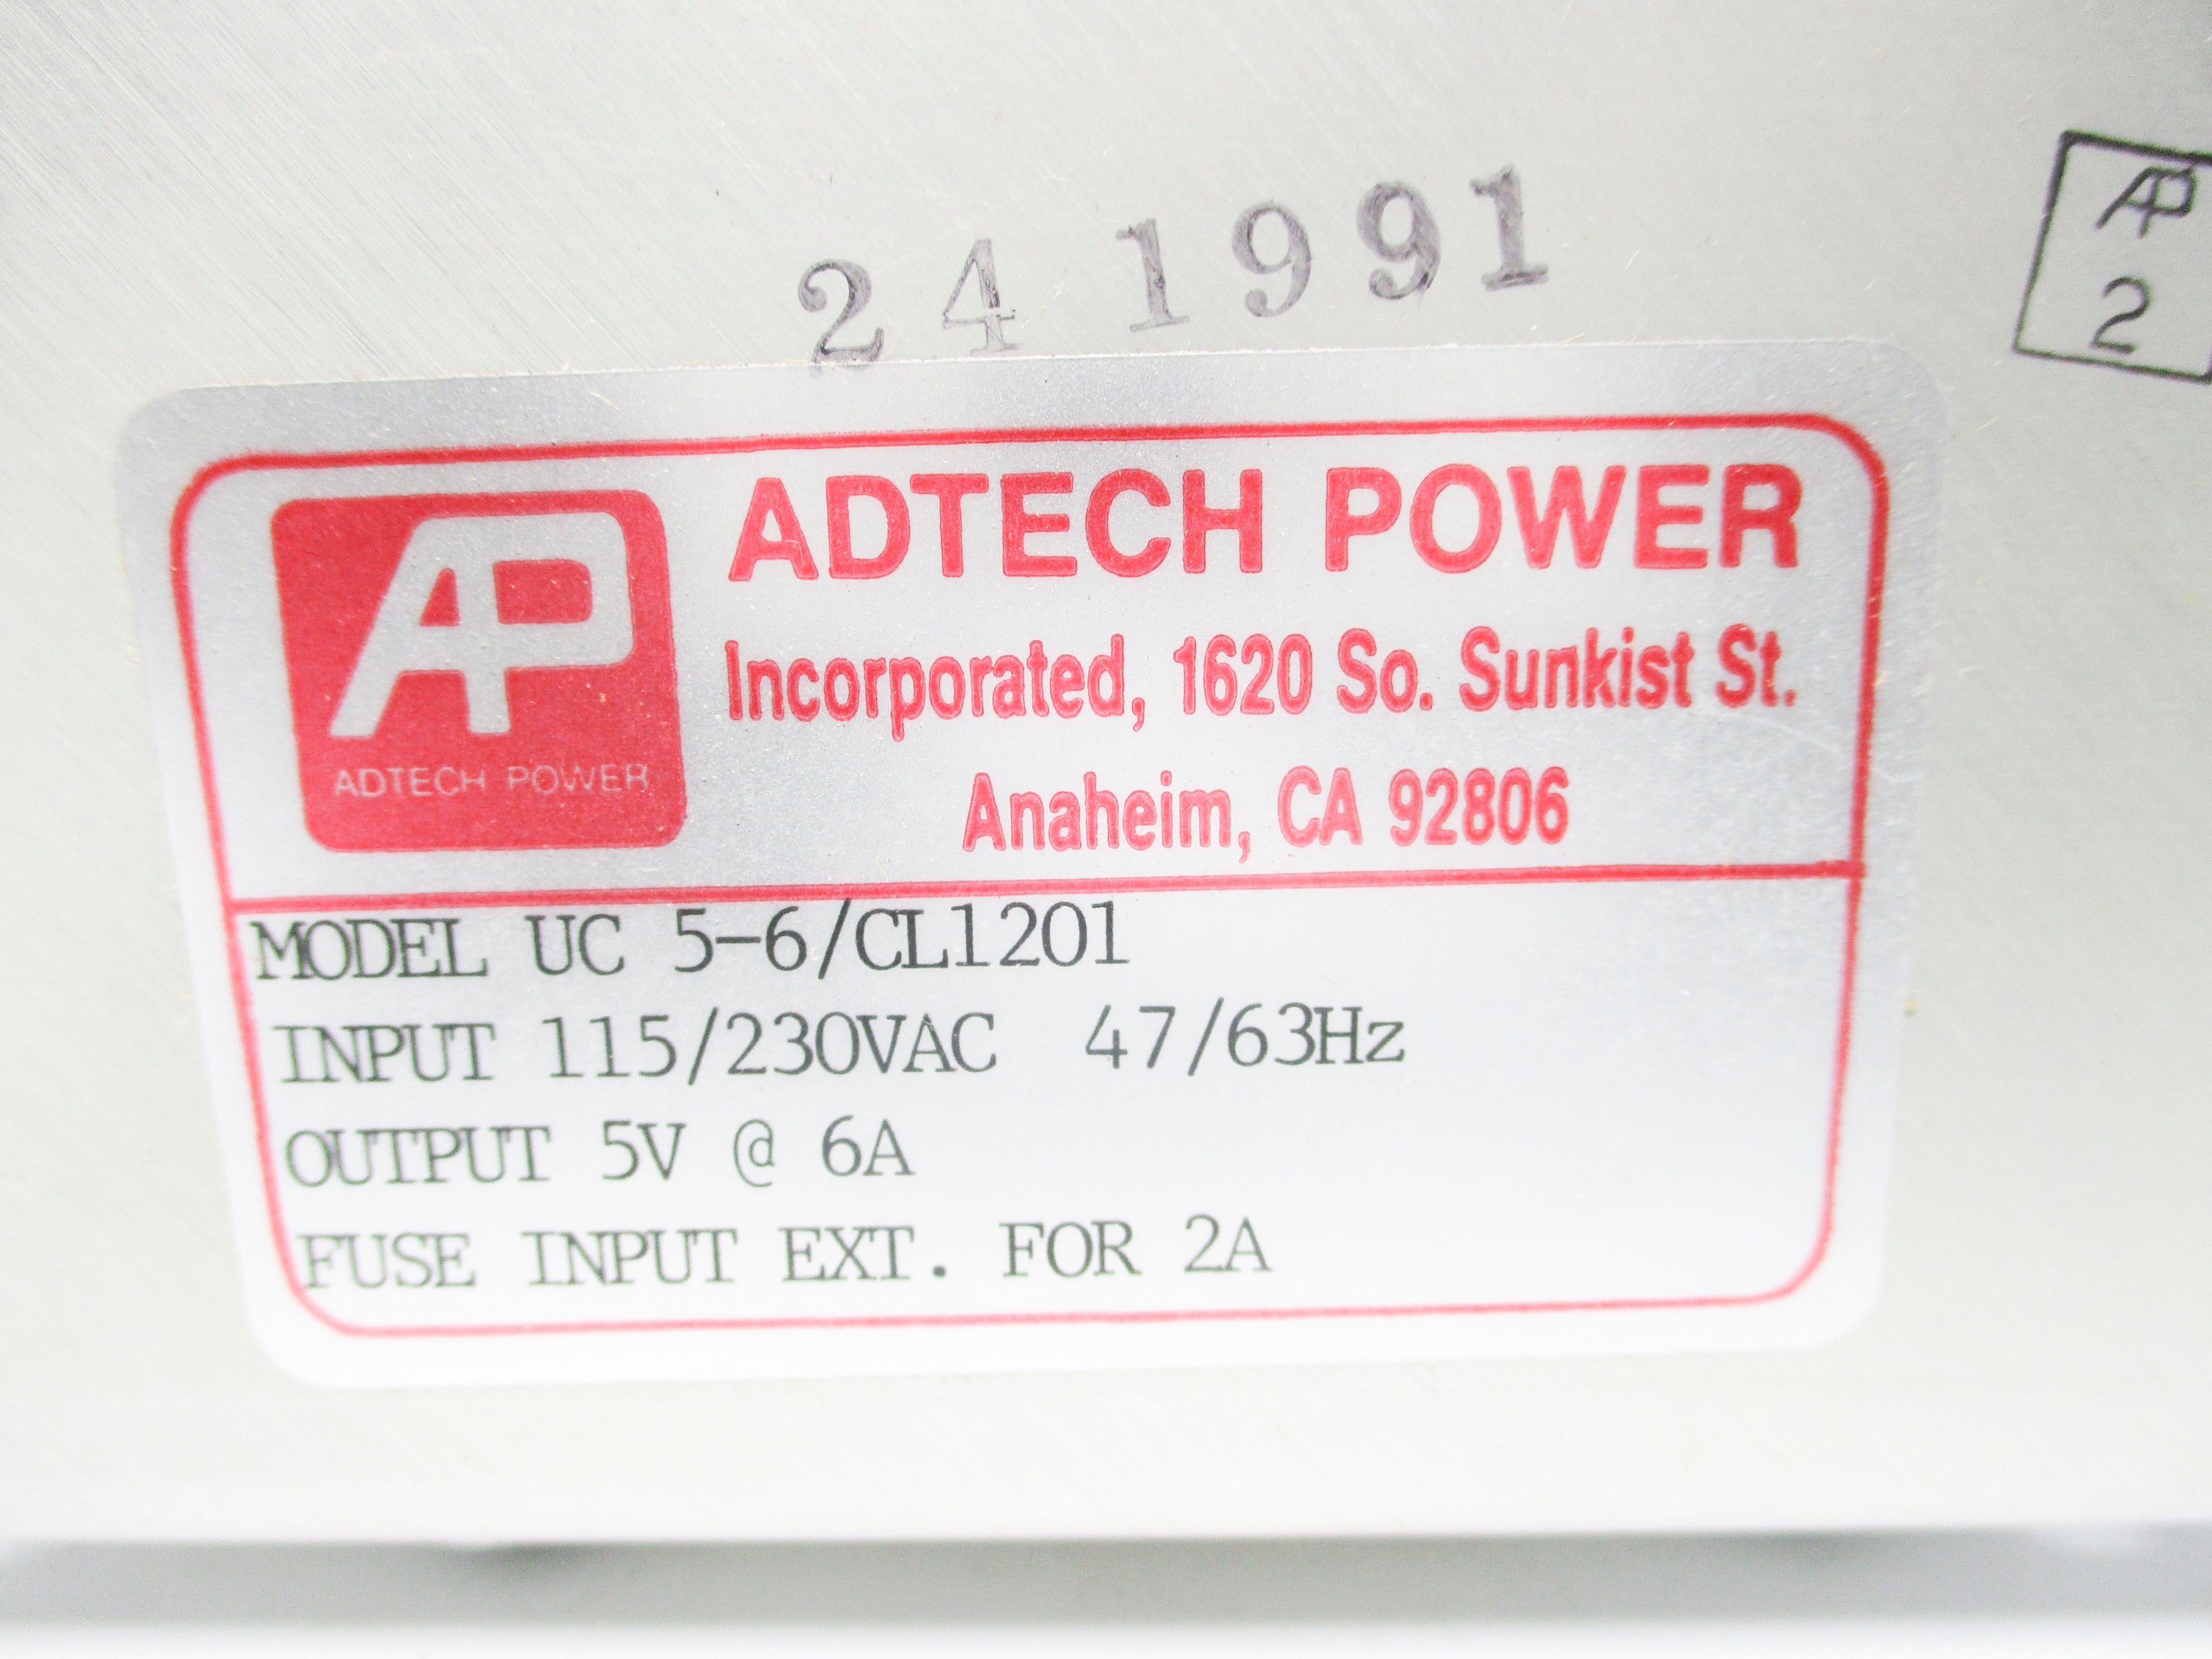 24 1991
AP
2
AP
ADTECH POWER
ADTECH POWER
Incorporated, 1620 So. Sunkist St.
Anaheim, CA 92806
MODEL UC 5-6/CL1201
INPUT 115/230VAC 47/63Hz
OUTPUT 5V @ 6A
FUSE INPUT EXT. FOR 2A